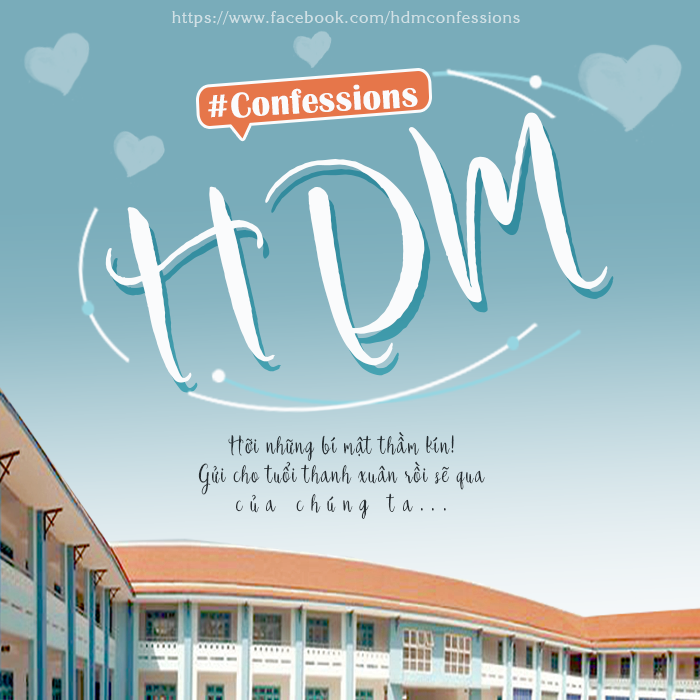 https://www.facebook.com/hdmconfessions
#Confessions
HDM
Hỡi những bí mật thầm kín!
Gửi cho tuổi thanh xuân rồi sẽ qua
của chúng ta...